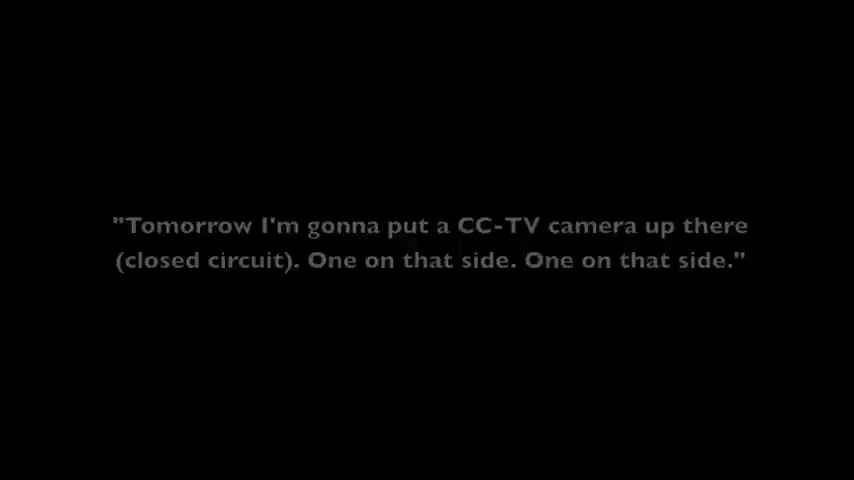 "Tomorrow I'm gonna put a CC-TV camera up there
(closed circuit). One on that side. One on that side."